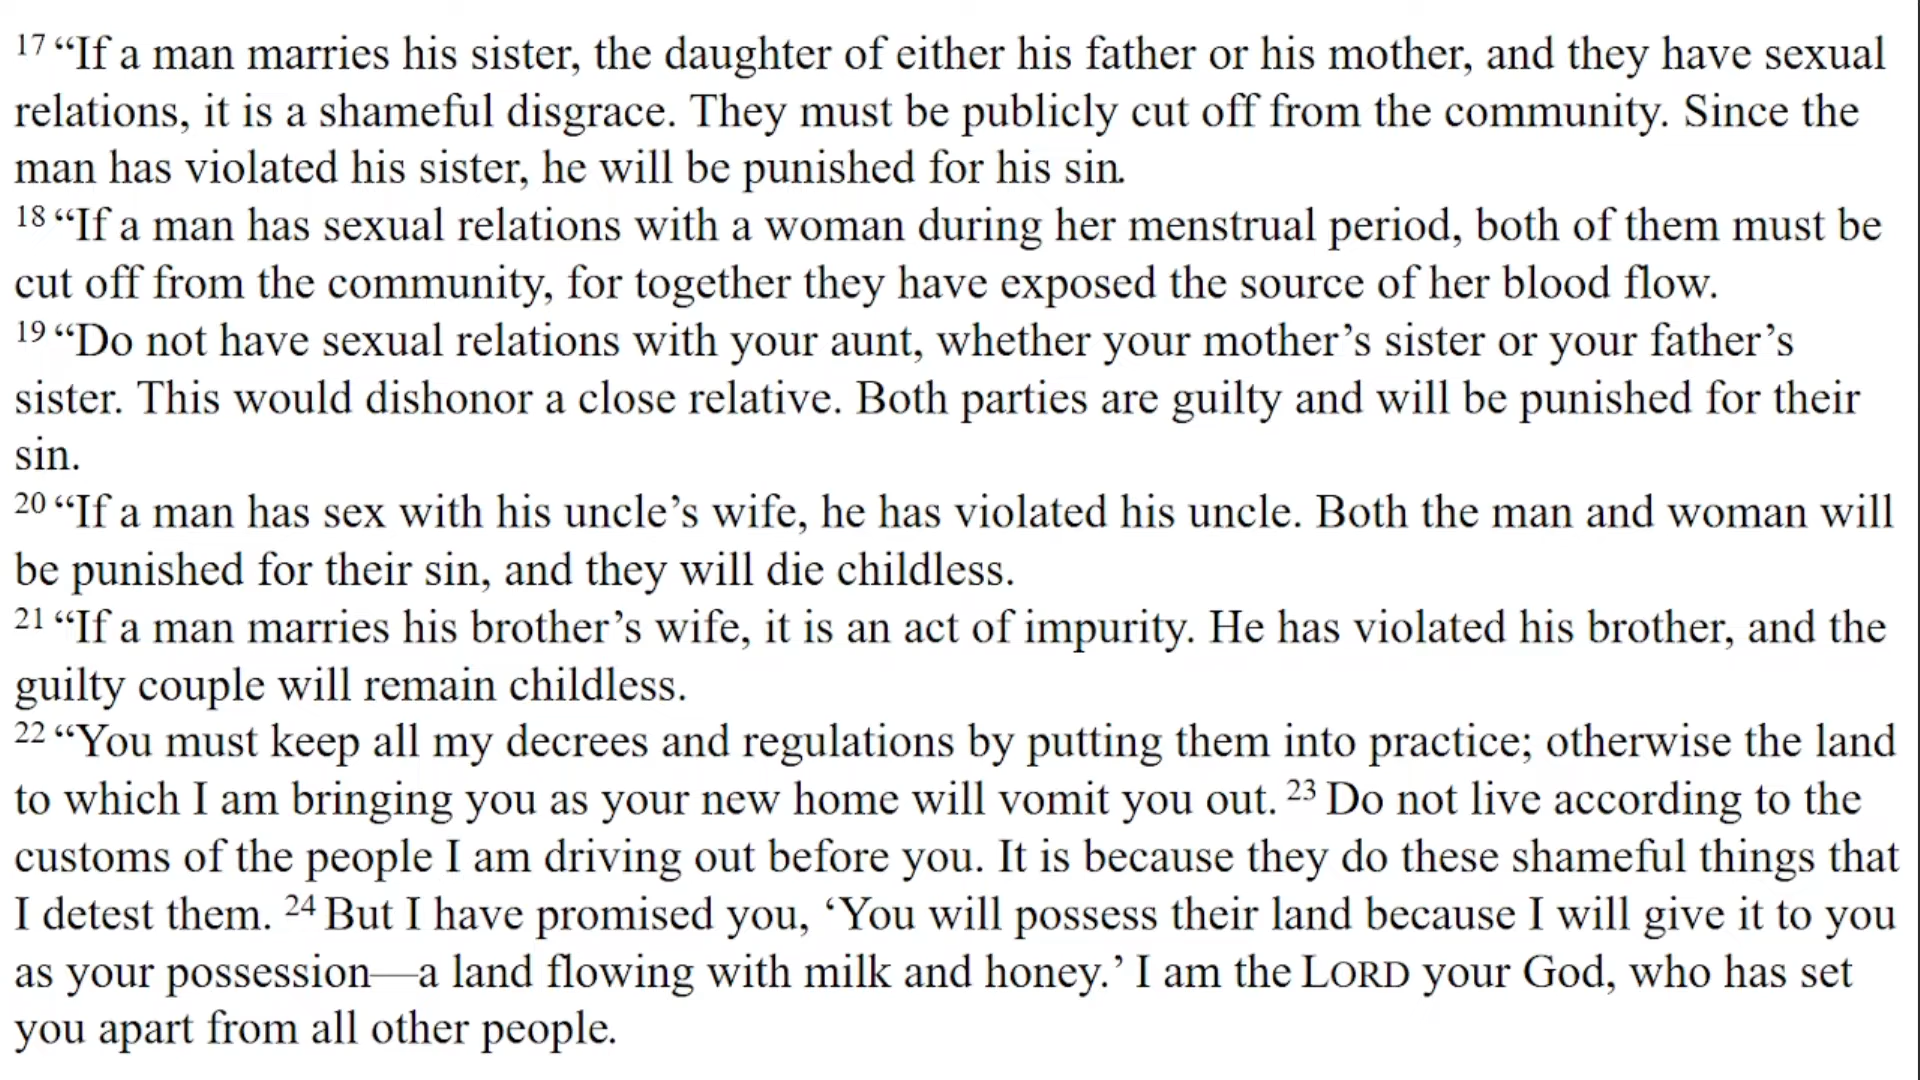 17 “If a man marries his sister, the daughter of either his father or his mother, and they have sexual
relations, it is a shameful disgrace. They must be publicly cut off from the community. Since the
man has violated his sister, he will be punished for his sin.
18 “If a man has sexual relations with a woman during her menstrual period, both of them must be
cut off from the community, for together they have exposed the source of her blood flow.
19 “Do not have sexual relations with your aunt, whether your mother’s sister or your father’s
sister. This would dishonor a close relative. Both parties are guilty and will be punished for their
sin.
20 “If a man has sex with his uncle’s wife, he has violated his uncle. Both the man and woman will
be punished for their sin, and they will die childless.
21 “If a man marries his brother’s wife, it is an act of impurity. He has violated his brother, and the
guilty couple will remain childless.
22 “You must keep all my decrees and regulations by putting them into practice; otherwise the land
to which I am bringing you as your new home will vomit you out. 23 Do not live according to the
customs of the people I am driving out before you. It is because they do these shameful things that
I detest them. 24 But I have promised you, ‘You will possess their land because I will give it to you
as your possession—a land flowing with milk and honey.’ I am the LORD your God, who has set
you apart from all other people.